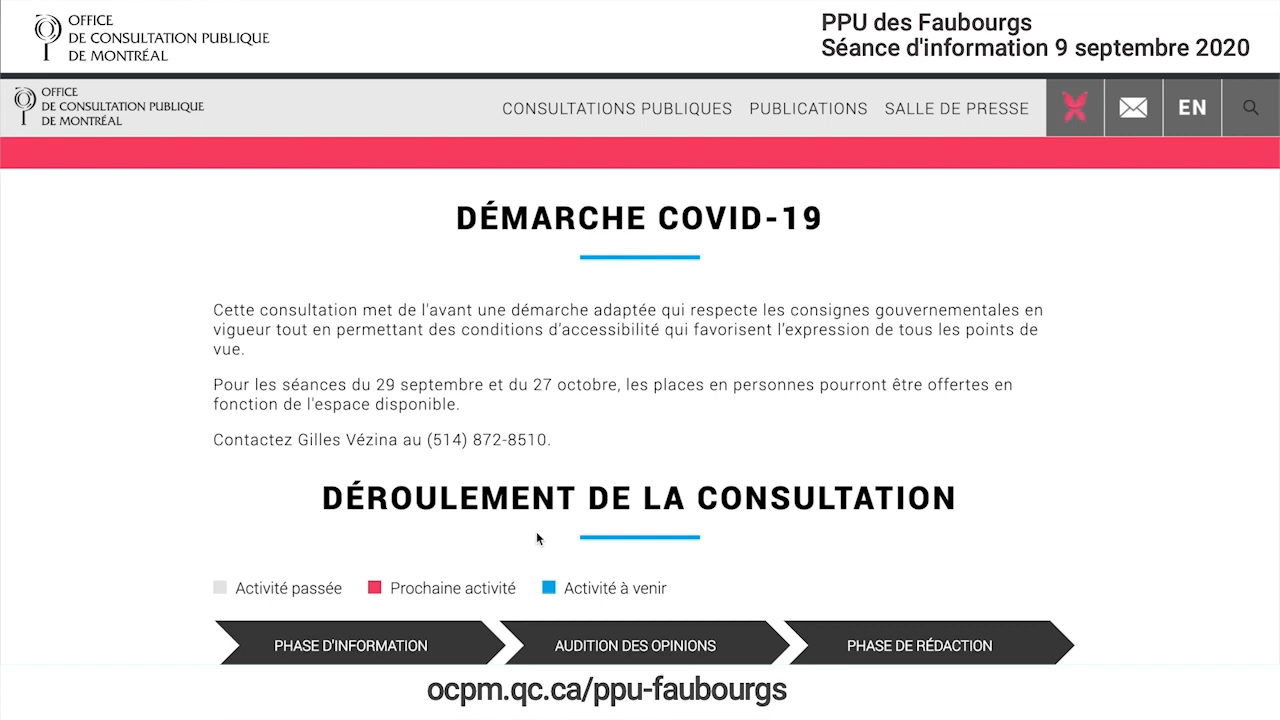 OFFICE
DE CONSULTATION PUBLIQUE
DE MONTRÉAL
PPU des Faubourgs
Séance d'information 9 septembre 2020
OFFICE
DE CONSULTATION PUBLIQUE
DE MONTRÉAL
CONSULTATIONS PUBLIQUES PUBLICATIONS SALLE DE PRESSE EN
DÉMARCHE COVID-19
Cette consultation met de l'avant une démarche adaptée qui respecte les consignes gouvernementales en
vigueur tout en permettant des conditions d’accessibilité qui favorisent l’expression de tous les points de
vue.
Pour les séances du 29 septembre et du 27 octobre, les places en personnes pourront être offertes en
fonction de l'espace disponible.
Contactez Gilles Vézina au (514) 872-8510.
DÉROULEMENT DE LA CONSULTATION
Activité passée Prochaine activité Activité à venir
PHASE D'INFORMATION AUDITION DES OPINIONS PHASE DE RÉDACTION
ocpm.qc.ca/ppu-faubourgs